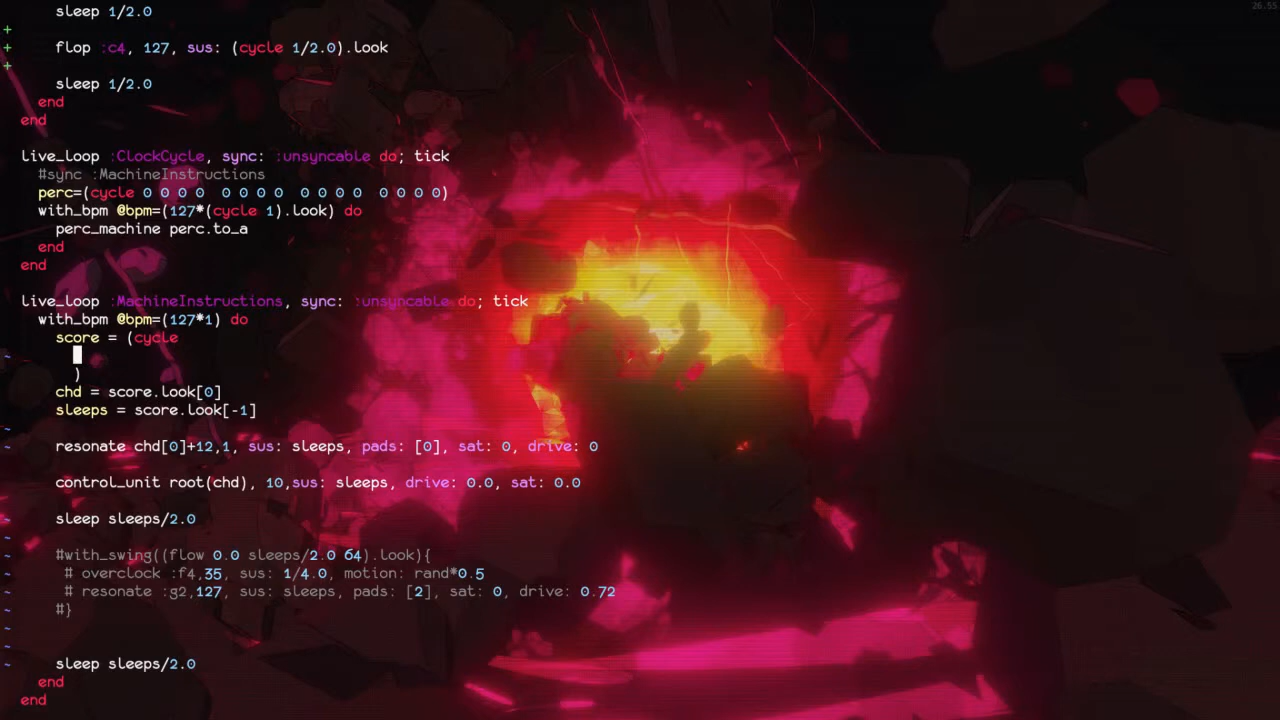 sleep 1/2.0
26.55
+
+ flop :c4, 127, sus: (cycle 1/2.0).look
+
sleep 1/2.0
end
end
live_loop :ClockCycle, sync: :unsyncable do; tick
#sync :MachineInstructions
perc=(cycle 0 0 0 0  0 0 0 0  0 0 0 0  0 0 0 0)
with_bpm @bpm=(127*(cycle 1).look) do
perc_machine perc.to_a
end
end
live_loop :MachineInstructions, sync: :unsyncable do; tick
with_bpm @bpm=(127*1) do
score = (cycle
~
~ )
chd = score.look[0]
sleeps = score.look[-1]
~
~ resonate chd[0]+12,1, sus: sleeps, pads: [0], sat: 0, drive: 0
control_unit root(chd), 10,sus: sleeps, drive: 0.0, sat: 0.0
~ sleep sleeps/2.0
~
~ #with_swing((flow 0.0 sleeps/2.0 64).look){
~ # overclock :f4,35, sus: 1/4.0, motion: rand*0.5
~ # resonate :g2,127, sus: sleeps, pads: [2], sat: 0, drive: 0.72
~ #}
~
~
~ sleep sleeps/2.0
end
end